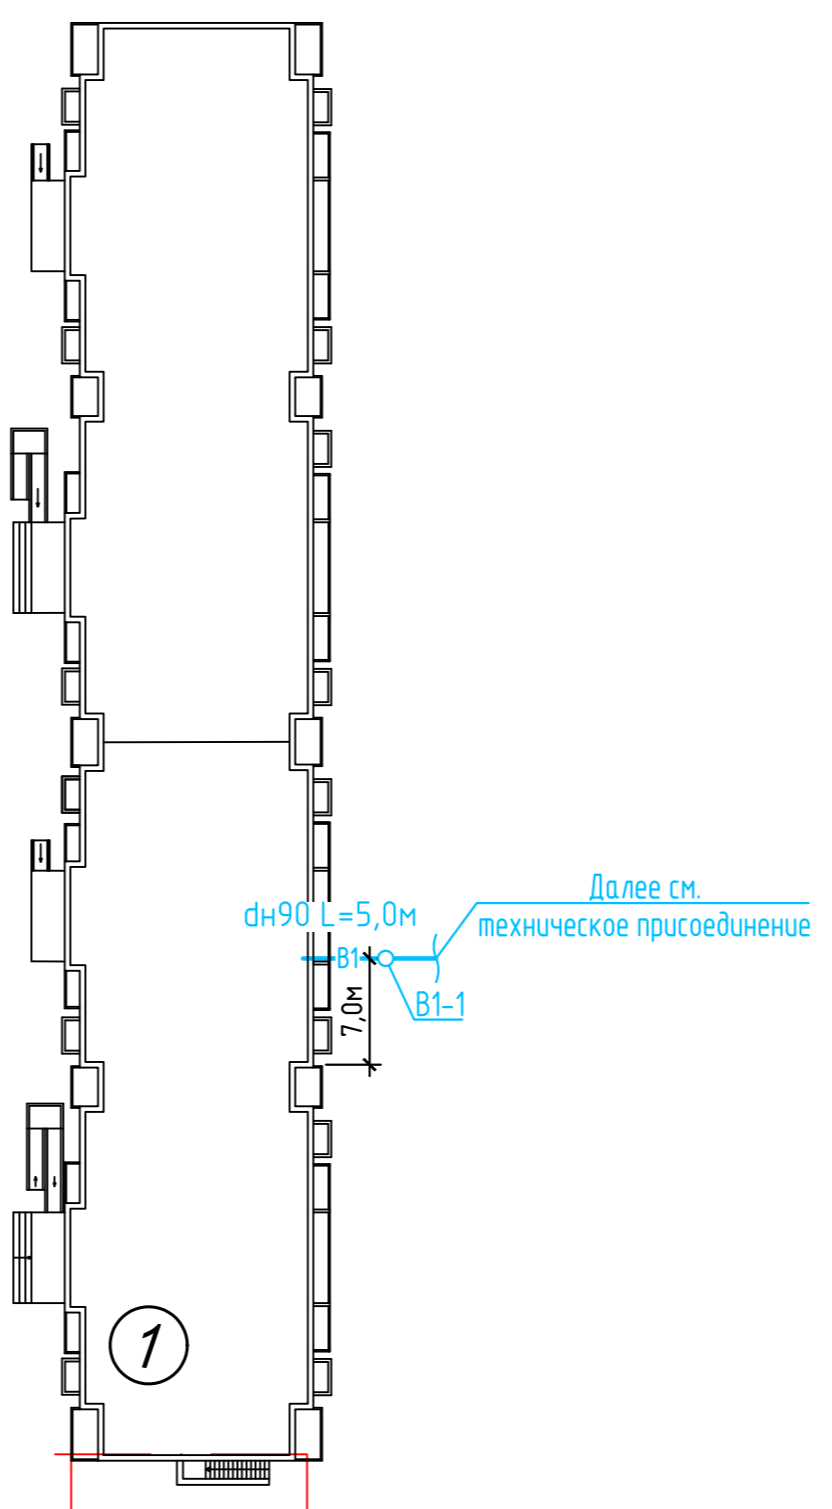 Далее см.
техническое присоединение
dн90 L=5,0м
В1
В1-1
7,0м
1